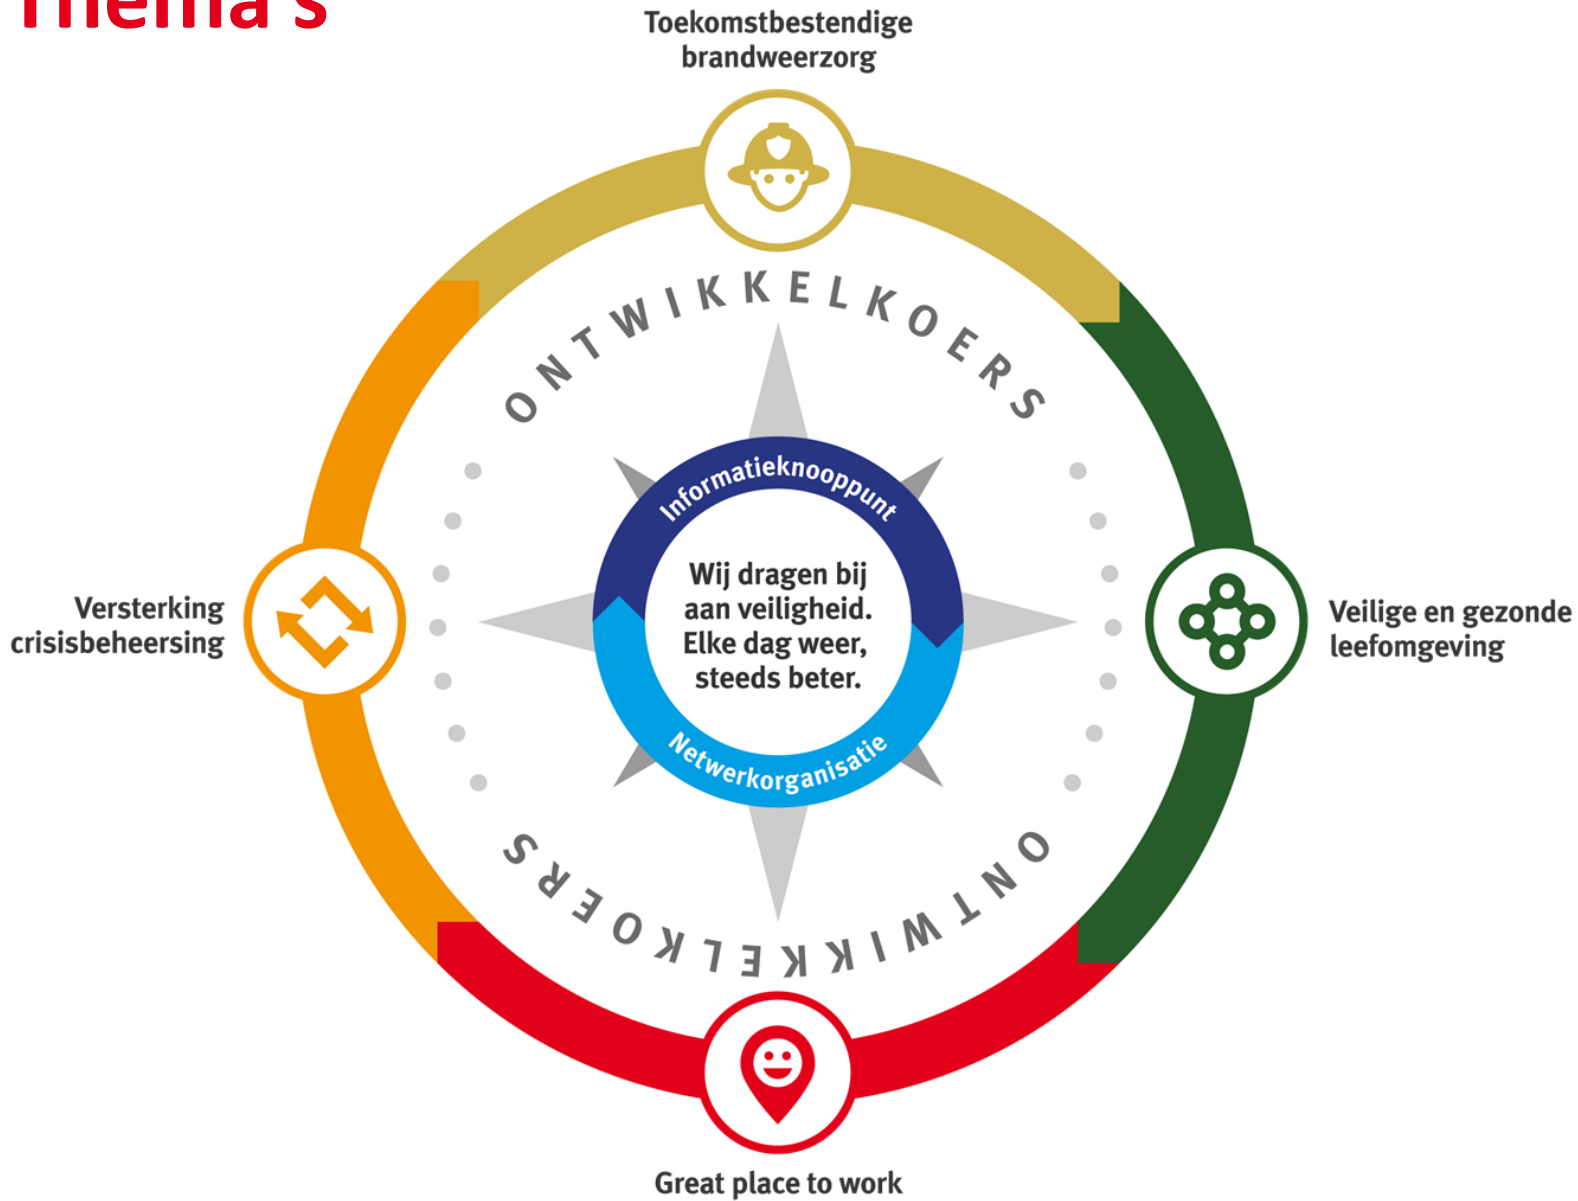 Thema's
Toekomstbestendige
brandweerzorg
ONTWIKKELKOERS
Informatieknooppunt
Wij dragen bij
aan veiligheid.
Elke dag weer,
steeds beter.
Netwerkorganisatie
Versterking
crisisbeheersing
Veilige en gezonde
leefomgeving
ONTWIKKELKOERS
Great place to work